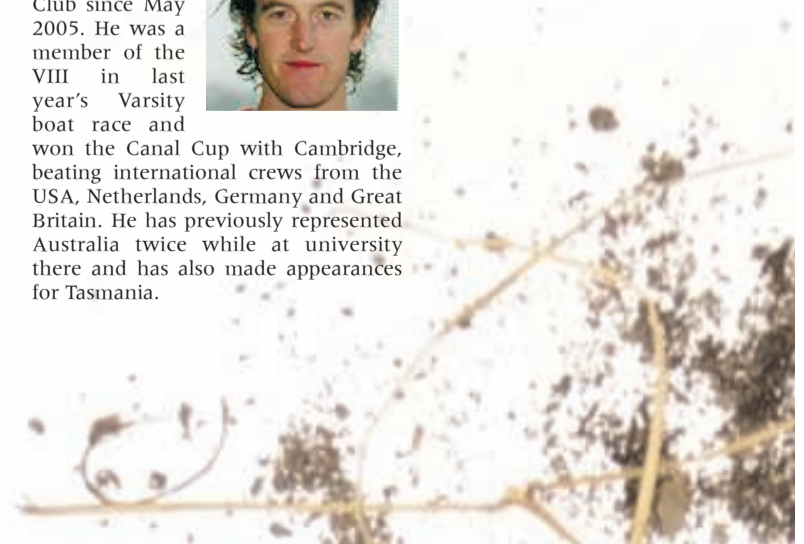 Club since May
2005. He was a
member of the
VIII in last
year's Varsity
boat race and
won the Canal Cup with Cambridge,
beating international crews from the
USA, Netherlands, Germany and Great
Britain. He has previously represented
Australia twice while at university
there and has also made appearances
for Tasmania.